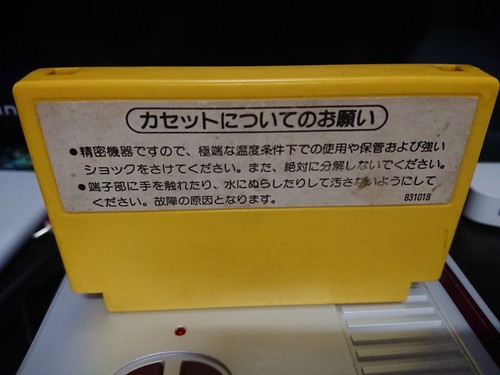 カセットについてのお願い
●精密機器ですので、極端な温度条件下での使用や保管および強い
ショックをさけてください。また、絶対に分解しないでください。
●端子部に手を触れたり、水にぬらしたりして汚さないようにして
ください。故障の原因となります。
831018